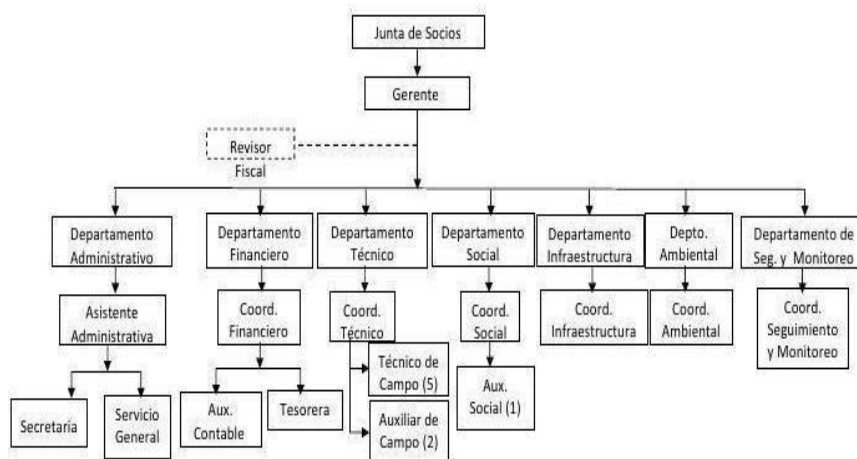 Junta de Socios
Gerente
Revisor
Fiscal
Departamento
Administrativo
Departamento
Financiero
Departamento
Técnico
Departamento
Social
Departamento
Infraestructura
Depto.
Ambiental
Departamento de
Seg. y Monitoreo
Asistente
Administrativa
Coord.
Financiero
Coord.
Técnico
Coord.
Social
Coord.
Infraestructura
Coord.
Ambiental
Coord.
Seguimiento
y Monitoreo
Secretaría
Servicio
General
Aux.
Contable
Tesorera
Técnico de
Campo (5)
Auxiliar de
Campo (2)
Aux.
Social (1)